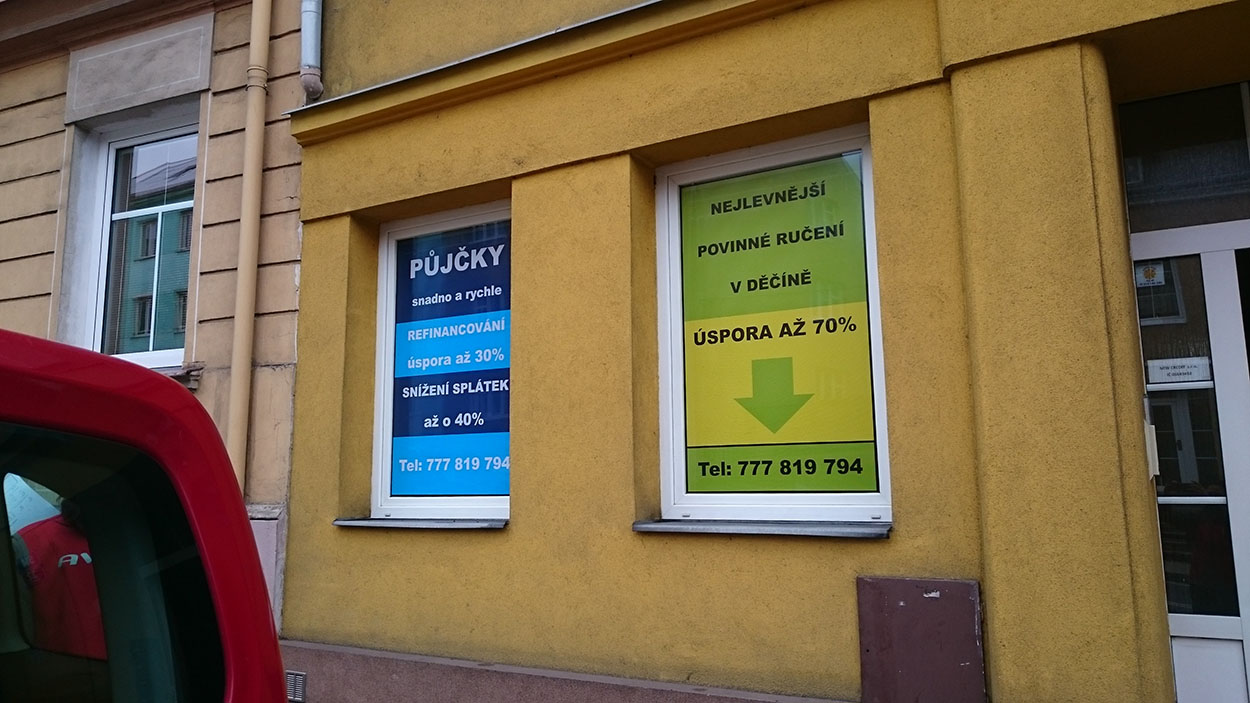 PŮJČKY
snadno a rychle
REFINANCOVÁNÍ
úspora až 30%
SNÍŽENÍ SPLÁTEK
až o 40%
Tel: 777 819 794
NEJLEVNĚJŠÍ
POVINNÉ RUČENÍ
V DĚČÍNĚ
ÚSPORA AŽ 70%
Tel: 777 819 794
AV